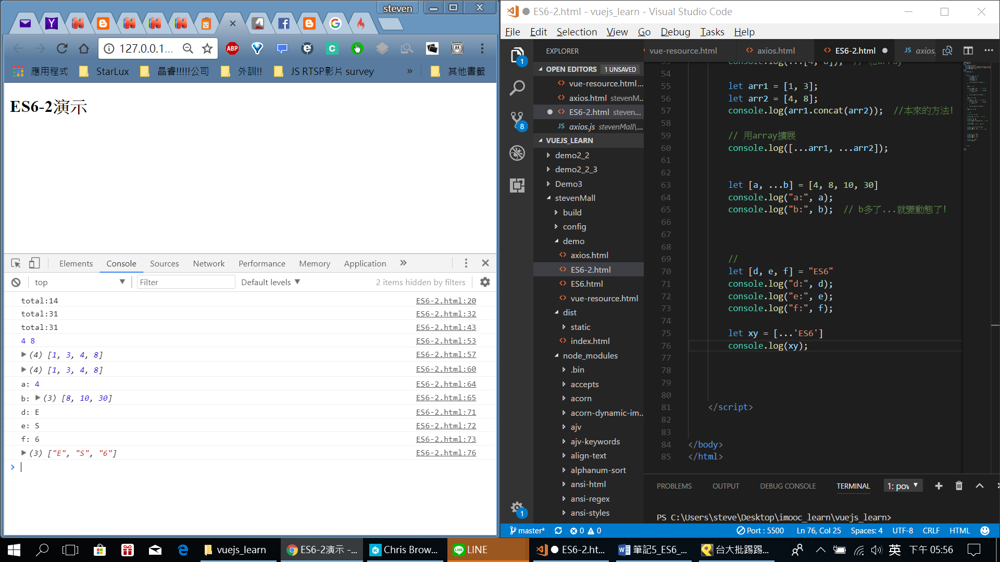 steven
127.0.0.1...
應用程式
StarLux
晶睿!!!!!公司
外訓!!
JS RTSP影片 survey
»
其他書籤
ES6-2演示
Elements
Console
Sources
Network
Performance
Memory
Application
»
top
Filter
Default levels
2 items hidden by filters
total:14 ES6-2.html:20
total:31 ES6-2.html:32
total:31 ES6-2.html:43
4 8 ES6-2.html:53
(4) [1, 3, 4, 8] ES6-2.html:57
(4) [1, 3, 4, 8] ES6-2.html:60
a: 4 ES6-2.html:64
b: (3) [8, 10, 30] ES6-2.html:65
d: E ES6-2.html:71
e: S ES6-2.html:72
f: 6 ES6-2.html:73
(3) ["E", "S", "6"] ES6-2.html:76
ES6-2.html - vuejs_learn - Visual Studio Code
File Edit Selection View Go Debug Tasks Help
EXPLORER
OPEN EDITORS 1 UNSAVED
vue-resource.html...
axios.html stevenM...
ES6-2.html steven...
JS axios.js stevenMall\...
VUEJS_LEARN
demo2_2
demo2_2_3
Demo3
stevenMall
build
config
demo
axios.html
ES6-2.html
ES6.html
vue-resource.html
dist
static
index.html
node_modules
.bin
accepts
acorn
acorn-dynamic-im...
ajv
ajv-keywords
align-text
alphanum-sort
ansi-html
ansi-regex
ansi-styles
1
8
1
vue-resource.html
axios.html
ES6-2.html
JS axios.
53 console.log(...[4, 8]); // 和array
54
55 let arr1 = [1, 3];
56 let arr2 = [4, 8];
57 console.log(arr1.concat(arr2)); //本來的方法!
58
59 // 用array擴展
60 console.log([...arr1, ...arr2]);
61
62
63 let [a, ...b] = [4, 8, 10, 30]
64 console.log("a:", a);
65 console.log("b:", b); // b多了...就變動態了!
66
67
68
69 //
70 let [d, e, f] = "ES6"
71 console.log("d:", d);
72 console.log("e:", e);
73 console.log("f:", f);
74
75 let xy = [...'ES6']
76 console.log(xy);
77
78
79
80
81 </script>
82
83
84 </body>
85 </html>
PROBLEMS OUTPUT DEBUG CONSOLE TERMINAL 1: pov
PS C:\Users\steve\Desktop\imooc_learn\vuejs_learn>
master* 0 0 Port : 5500 Ln 76, Col 25 Spaces: 4 UTF-8 CRLF HTML
vuejs_learn
ES6-2演示 -...
Chris Brow...
LINE
ES6-2.ht...
筆記5_ES6_...
台大批踢踢...
英
下午 05:56